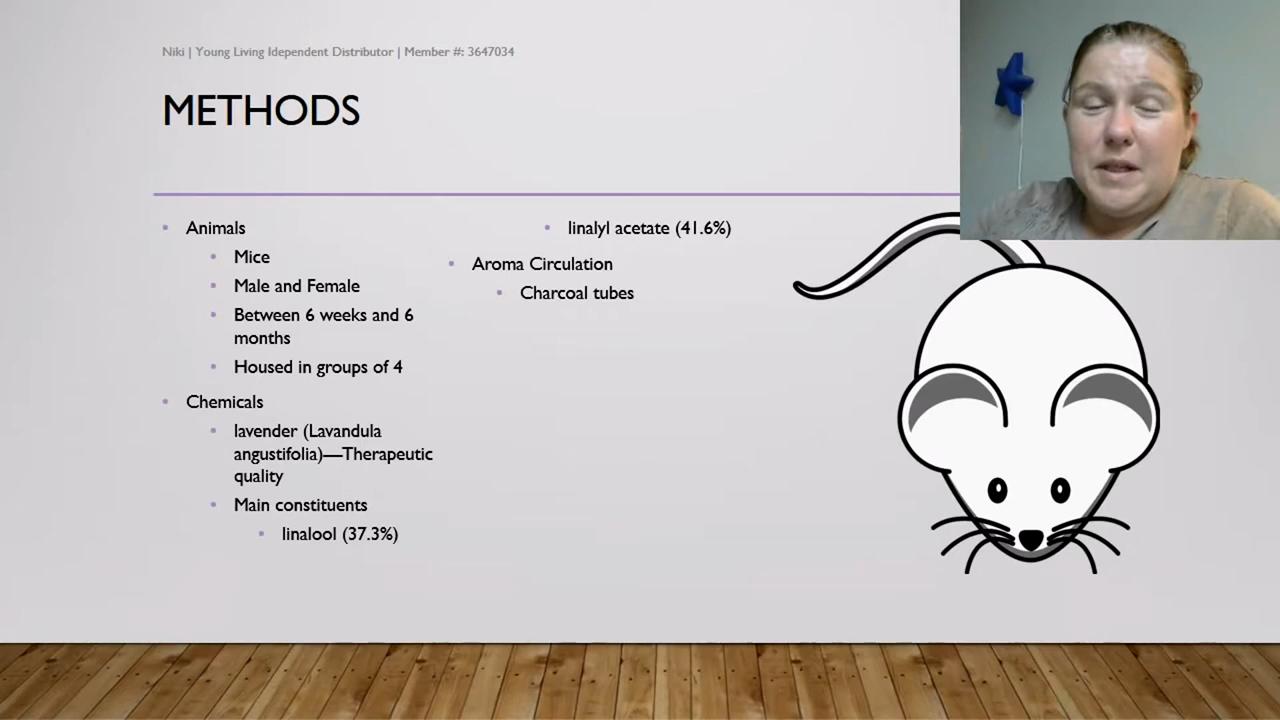 Niki | Young Living Idependent Distributor | Member #: 3647034
METHODS
Animals
Mice
Male and Female
Between 6 weeks and 6
months
Housed in groups of 4
Chemicals
lavender (Lavandula
angustifolia)—Therapeutic
quality
Main constituents
linalool (37.3%)
linalyl acetate (41.6%)
Aroma Circulation
Charcoal tubes